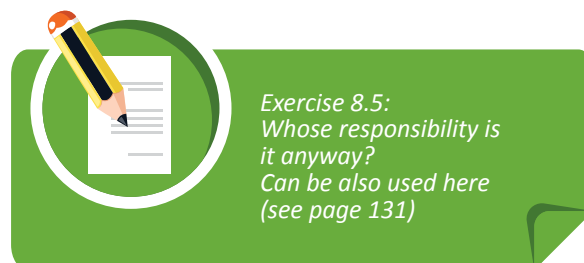 Exercise 8.5:
Whose responsibility is
it anyway?
Can be also used here
(see page 131)